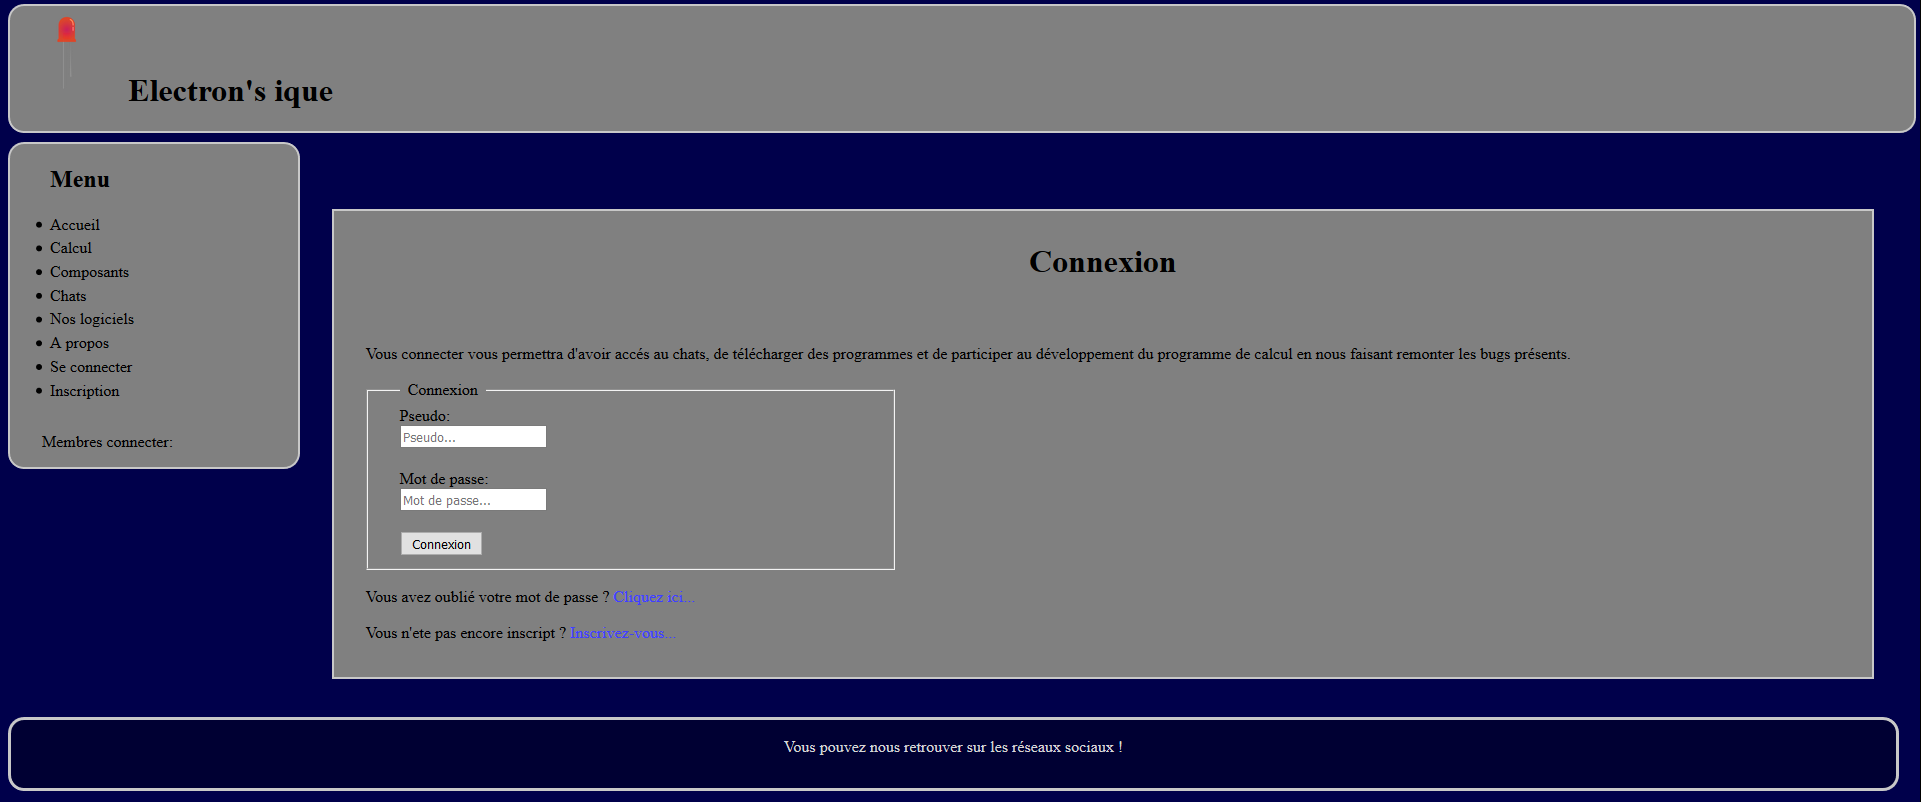 Electron's ique
Menu
Accueil
Calcul
Composants
Chats
Nos logiciels
A propos
Se connecter
Inscription
Membres connecter:
Connexion
Vous connecter vous permettra d'avoir accés au chats, de télécharger des programmes et de participer au développement du programme de calcul en nous faisant remonter les bugs présents.
Connexion
Pseudo:
Pseudo...
Mot de passe:
Mot de passe...
Connexion
Vous avez oublié votre mot de passe ? Cliquez ici...
Vous n'ete pas encore inscript ? Inscrivez-vous...
Vous pouvez nous retrouver sur les réseaux sociaux !